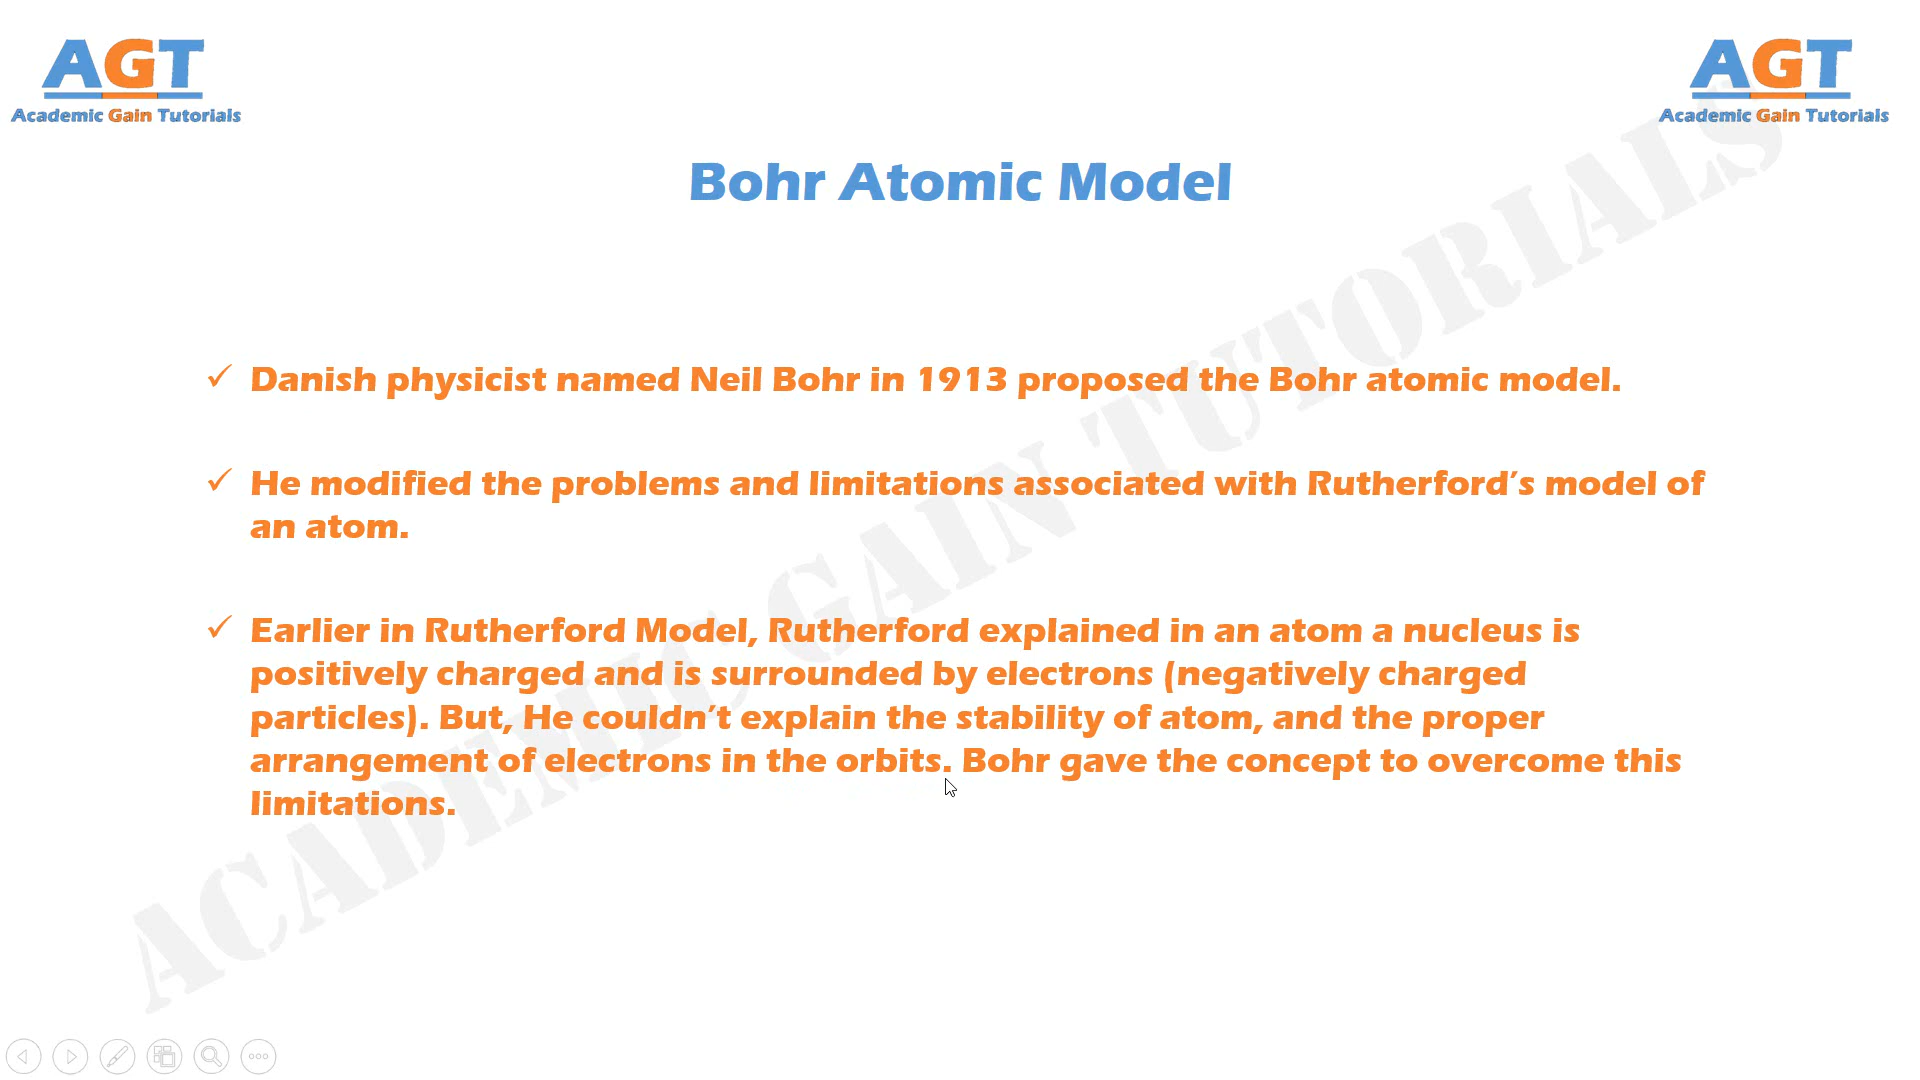 AGT
Academic Gain Tutorials
AGT
Academic Gain Tutorials
Bohr Atomic Model
✓ Danish physicist named Neil Bohr in 1913 proposed the Bohr atomic model.
✓ He modified the problems and limitations associated with Rutherford’s model of
an atom.
✓ Earlier in Rutherford Model, Rutherford explained in an atom a nucleus is
positively charged and is surrounded by electrons (negatively charged
particles). But, He couldn’t explain the stability of atom, and the proper
arrangement of electrons in the orbits. Bohr gave the concept to overcome this
limitations.
ACADEMIC GAIN TUTORIALS